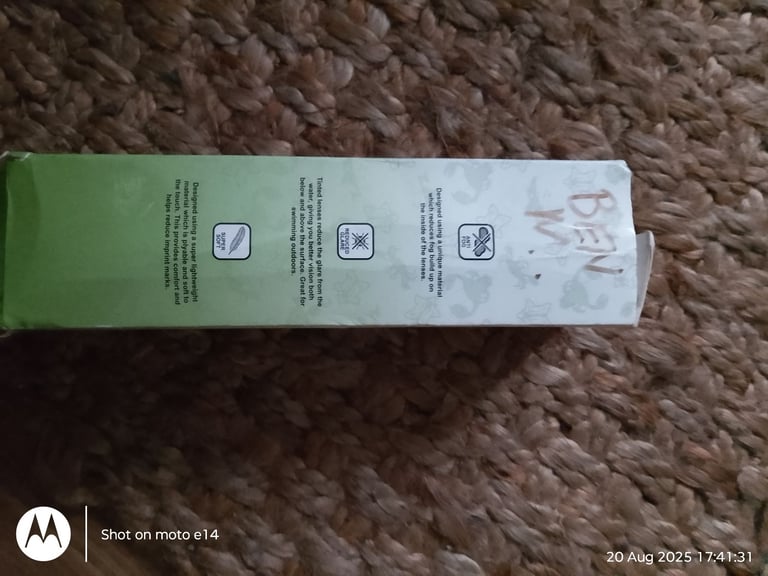 BEN
M.
ANTI
FOG
Designed using a unique material
which reduces fog build up on
the inside of the lenses.
REDUCED
GLARE
Tinted lenses reduce the glare from the
water, giving you better vision both
below and above the surface. Great for
swimming outdoors.
SUPER
SOFT
Designed using a super lightweight
material which is plyable and soft to
the touch. This provides comfort and
helps reduce imprint marks.
Shot on moto e14
20 Aug 2025 17:41:31